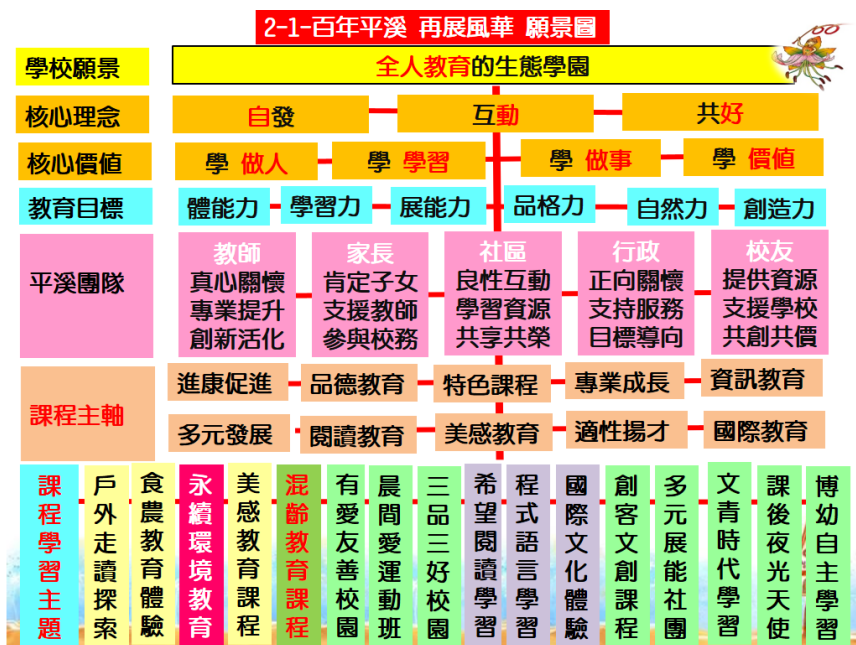 2-1-百年平溪 再展風華 願景圖
學校願景
全人教育的生態學園
核心理念
自發
互動
共好
核心價值
學 做人
學 學習
學 做事
學 價值
教育目標
體能力
學習力
展能力
品格力
自然力
創造力
平溪團隊
教師
真心關懷
專業提升
創新活化
家長
肯定子女
支援教師
參與校務
社區
良性互動
學習資源
共享共榮
行政
正向關懷
支持服務
目標導向
校友
提供資源
支援學校
共創共價
課程主軸
進康促進
品德教育
特色課程
專業成長
資訊教育
多元發展
閱讀教育
美感教育
適性揚才
國際教育
課程學習主題
戶外走讀探索
食農教育體驗
永續環境教育
美感教育課程
混齡教育課程
有愛友善校園
晨間愛運動班
三品三好校園
希望閱讀學習
程式語言學習
國際文化體驗
創客文創課程
多元展能社團
文青時代學習
課後夜光天使
博幼自主學習